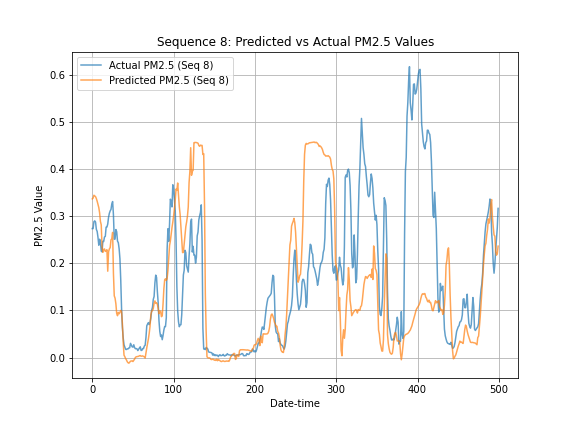 Sequence 8: Predicted vs Actual PM2.5 Values
Actual PM2.5 (Seq 8)
Predicted PM2.5 (Seq 8)
PM2.5 Value
0.6
0.5
0.4
0.3
0.2
0.1
0.0
0 100 200 300 400 500
Date-time